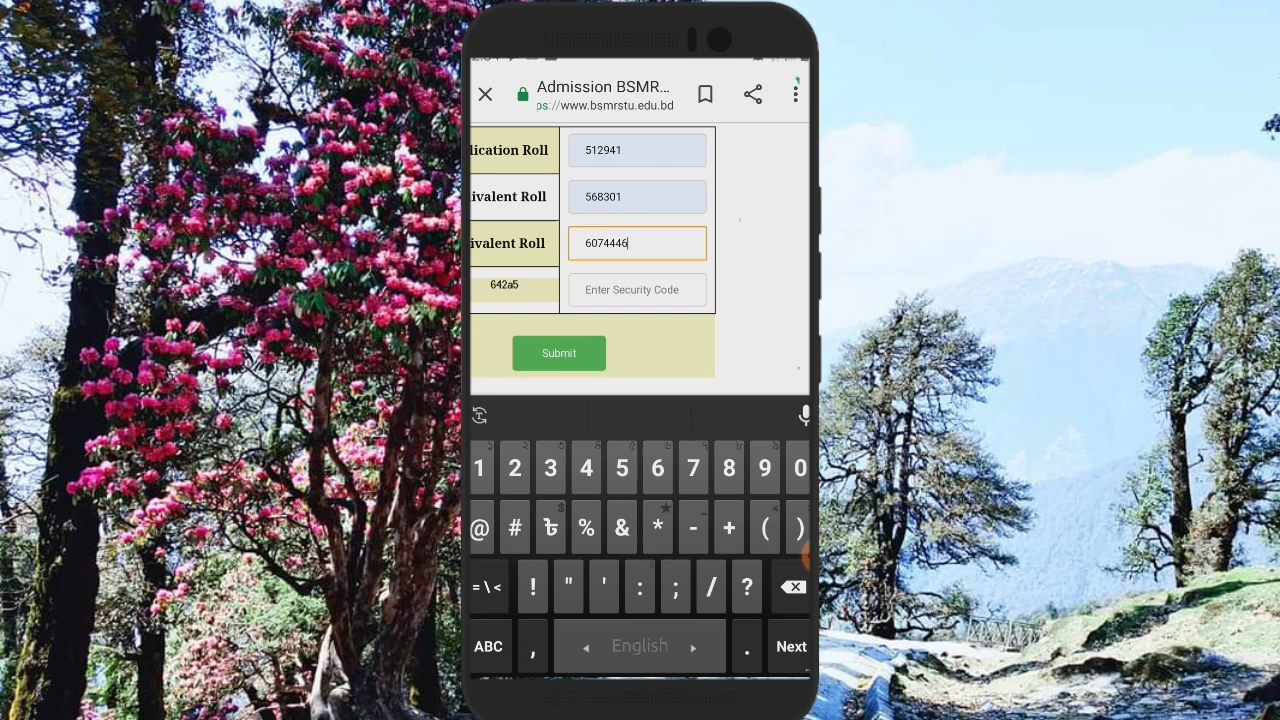 Admission BSMR...
ps://www.bsmrstu.edu.bd
lication Roll 512941
ivalent Roll 568301
ivalent Roll 6074446
642a5 Enter Security Code
Submit
1 2 3 4 5 6 7 8 9 0
@ # ৳ % & * - + ( )
= \ < ! " ' : ; / ?
ABC , English . Next